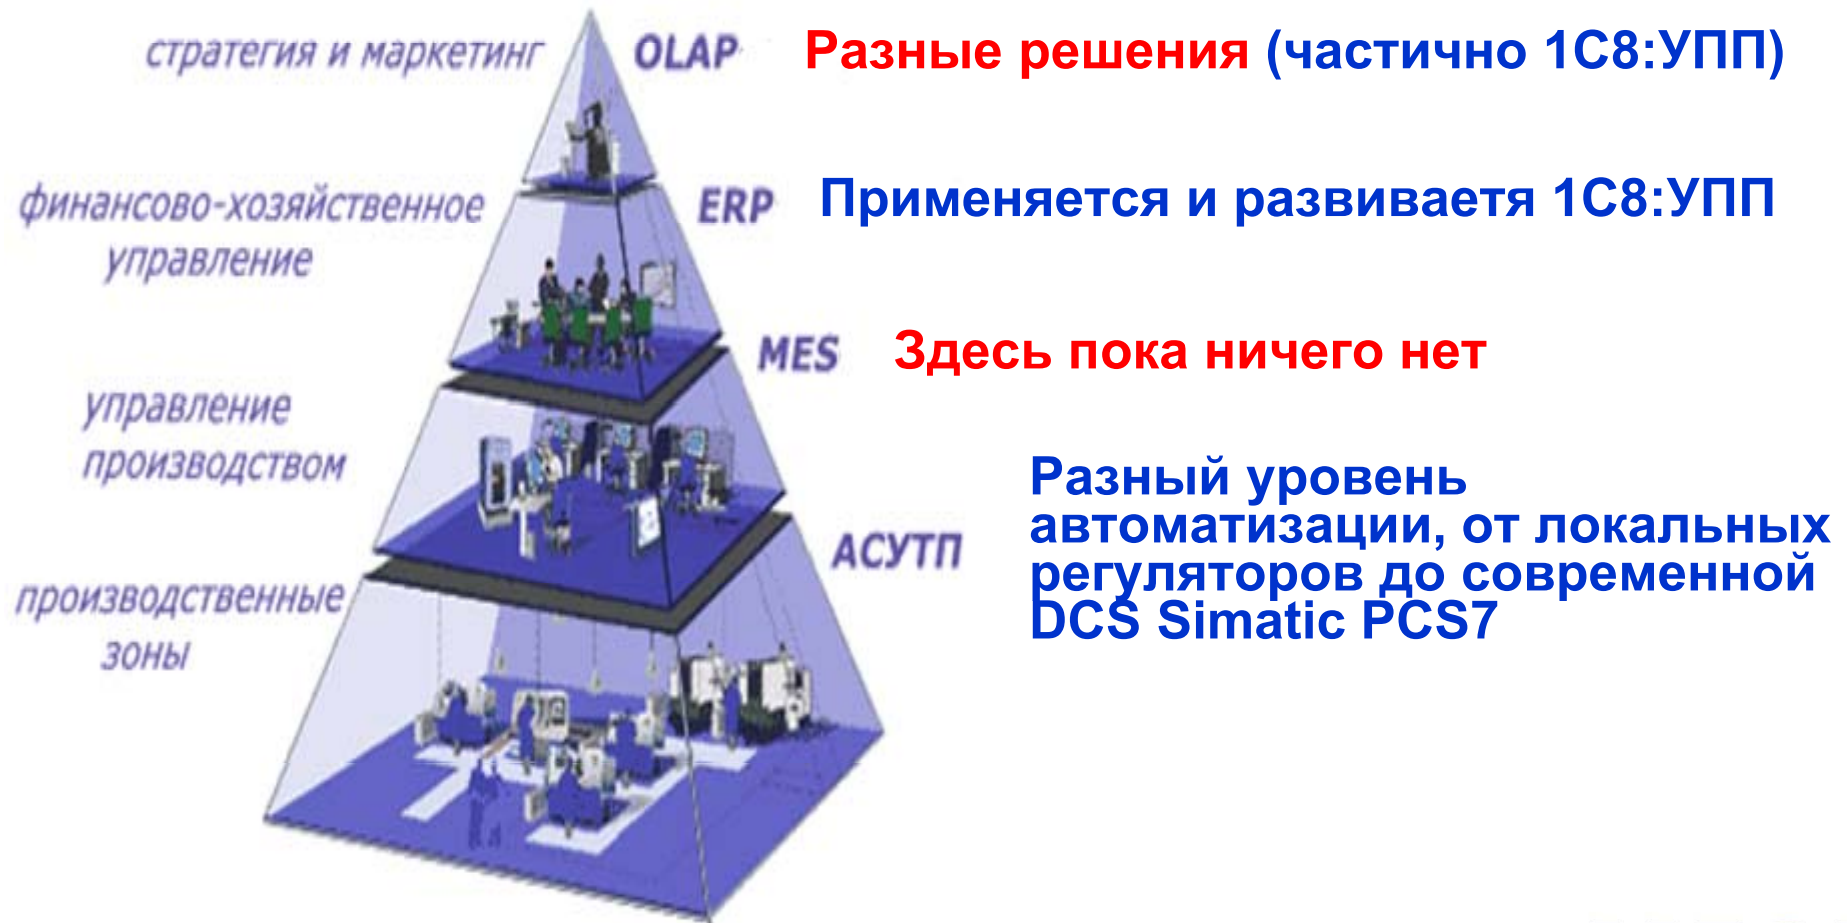 стратегия и маркетинг OLAP Разные решения (частично 1С8:УПП)
финансово-хозяйственное
управление
ERP Применяется и развиваетя 1С8:УПП
MES Здесь пока ничего нет
управление
производством
АСУТП
Разный уровень
автоматизации, от локальных
регуляторов до современной
DCS Simatic PCS7
производственные
зоны